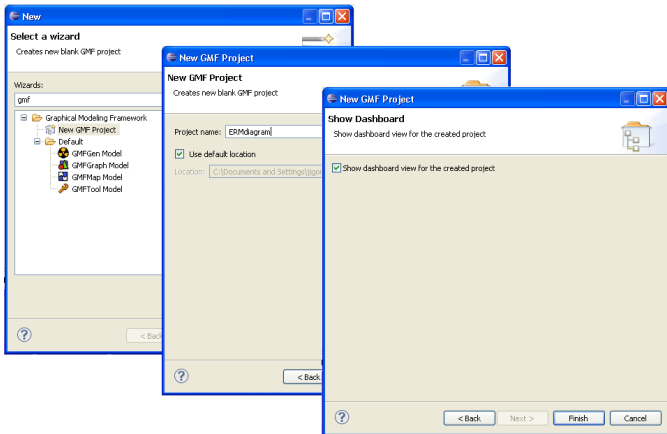 New
Select a wizard
Creates new blank GMF project
Wizards:
gmf
Graphical Modeling Framework
New GMF Project
Default
GMFGen Model
GMFGraph Model
GMFMap Model
GMFTool Model
?
< Back
New GMF Project
New GMF Project
Creates new blank GMF project
Project name: ERMdiagram
Use default location
Location: C:\Documents and Settings\
?
< Back
New GMF Project
Show Dashboard
Show dashboard view for the created project
Show dashboard view for the created project
?
< Back Next > Finish Cancel